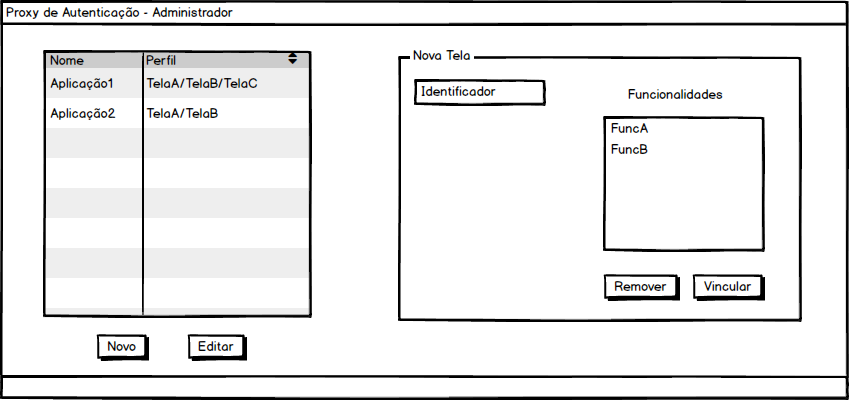 Proxy de Autenticação - Administrador
Nome Perfil
Aplicação1 TelaA/TelaB/TelaC
Aplicação2 TelaA/TelaB
Novo Editar
Nova Tela
Identificador
Funcionalidades
FuncA
FuncB
Remover Vincular